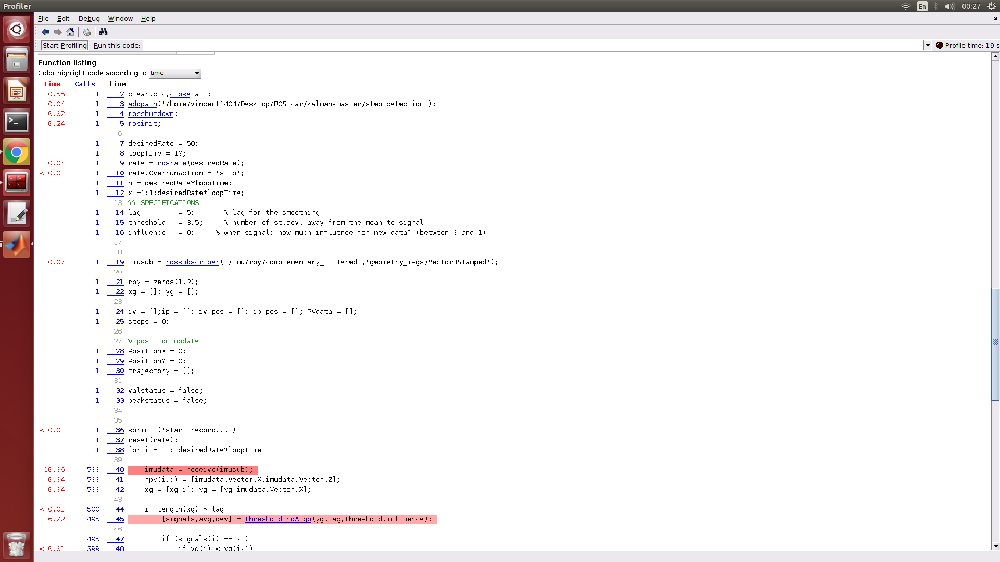 Profiler
En
00:27
File Edit Debug Window Help
Start Profiling Run this code: Profile time: 19 s
Function listing
Color highlight code according to time
time Calls line
0.55 1 2 clear,clc,close all;
0.04 1 3 addpath('/home/vincent1404/Desktop/ROS car/kalman-master/step detection');
0.02 1 4 rosshutdown;
0.24 1 5 rosinit;
6
1 7 desiredRate = 50;
1 8 loopTime = 10;
0.04 1 9 rate = rosrate(desiredRate);
< 0.01 1 10 rate.OverrunAction = 'slip';
1 11 n = desiredRate*loopTime;
1 12 x =1:1:desiredRate*loopTime;
13 %% SPECIFICATIONS
1 14 lag = 5; % lag for the smoothing
1 15 threshold = 3.5; % number of st.dev. away from the mean to signal
1 16 influence = 0; % when signal: how much influence for new data? (between 0 and 1)
17
18
0.07 1 19 imusub = rossubscriber('/imu/rpy/complementary_filtered','geometry_msgs/Vector3Stamped');
20
1 21 rpy = zeros(1,2);
1 22 xg = []; yg = [];
23
1 24 iv = [];ip = []; iv_pos = []; ip_pos = []; PVdata = [];
1 25 steps = 0;
26
27 % position update
1 28 PositionX = 0;
1 29 PositionY = 0;
1 30 trajectory = [];
31
1 32 valstatus = false;
1 33 peakstatus = false;
34
35
< 0.01 1 36 sprintf('start record...')
1 37 reset(rate);
1 38 for i = 1 : desiredRate*loopTime
39
10.06 500 40 imudata = receive(imusub);
0.04 500 41 rpy(i,:) = [imudata.Vector.X,imudata.Vector.Z];
0.04 500 42 xg = [xg i]; yg = [yg imudata.Vector.X];
43
< 0.01 500 44 if length(xg) > lag
6.22 495 45 [signals,avg,dev] = ThresholdingAlgo(yg,lag,threshold,influence);
46
495 47 if (signals(i) == -1)
< 0.01 399 48 if yg(i) < yg(i-1)